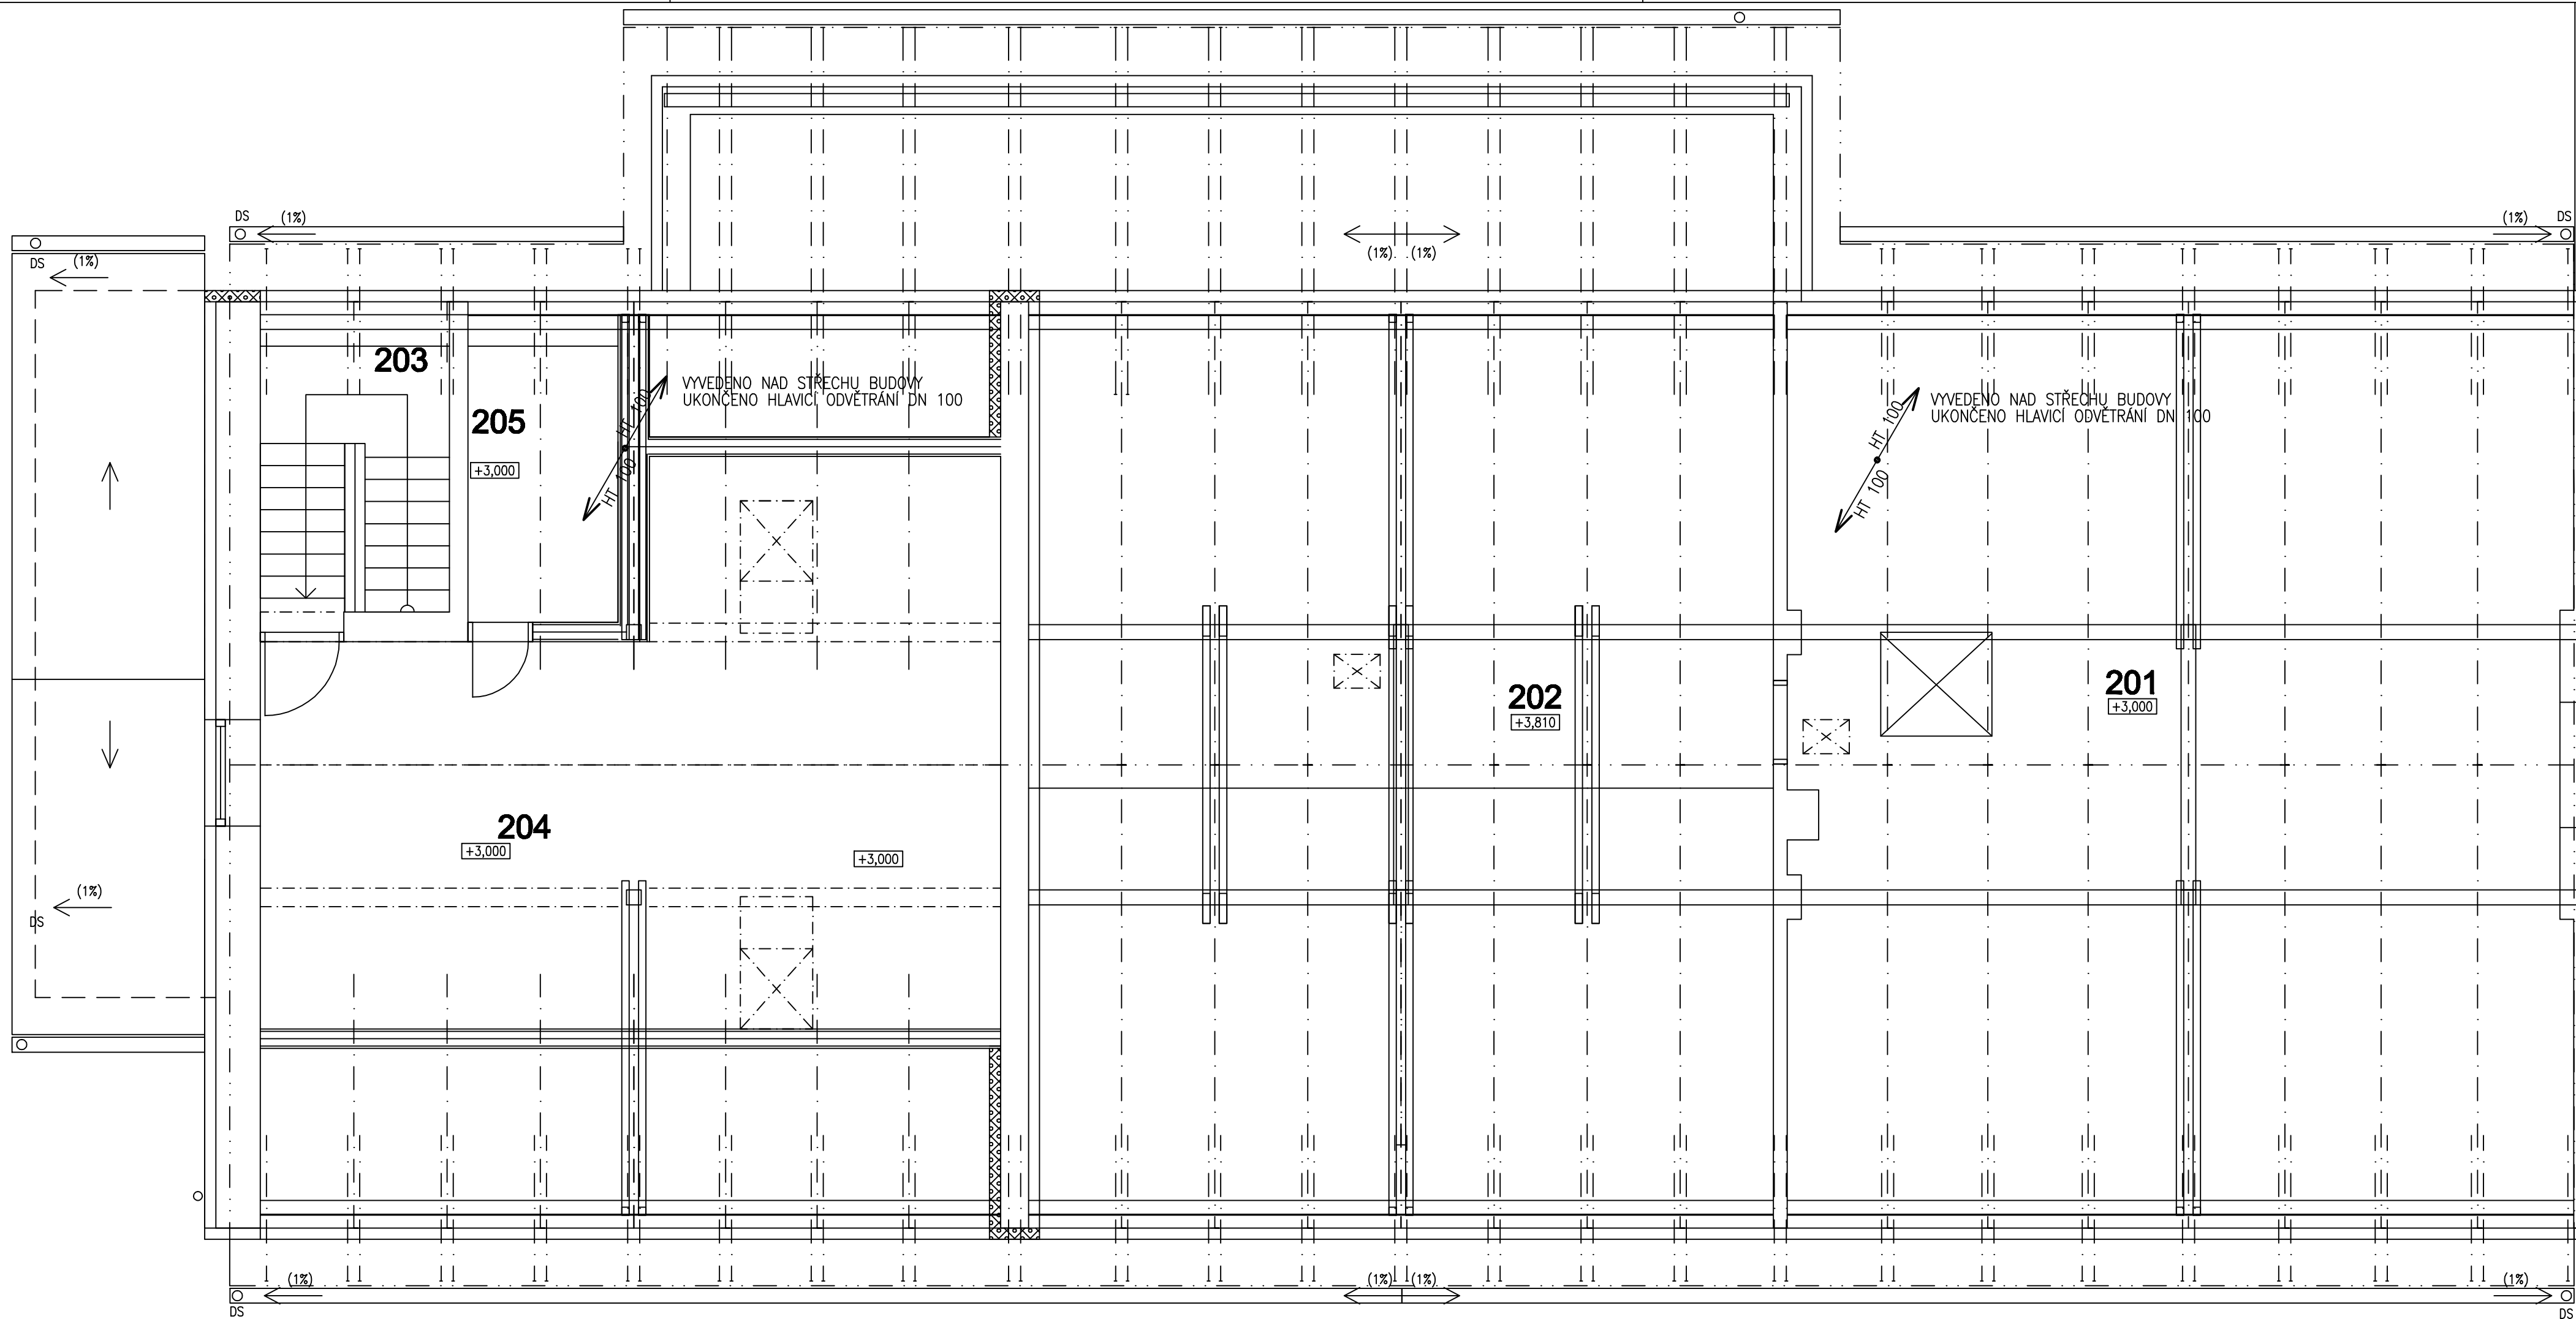 DS
(1%)
(1%)
DS
DS
(1%)
(1%)
(1%)
203
VYVEDENO NAD STŘECHU BUDOVY
UKONČENO HLAVICÍ ODVĚTRÁNÍ DN 100
HT 100
HT 100
205
+3,000
VYVEDENO NAD STŘECHU BUDOVY
UKONČENO HLAVICÍ ODVĚTRÁNÍ DN 100
HT 100
HT 100
202
+3,810
201
+3,000
204
+3,000
+3,000
(1%)
DS
(1%)
(1%)
(1%)
(1%)
DS
DS